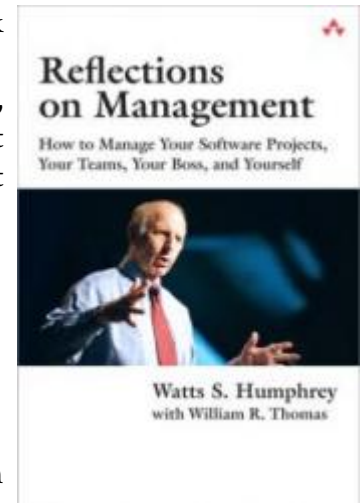 Reflections
on Management
How to Manage Your Software Projects,
Your Teams, Your Boss, and Yourself
Watts S. Humphrey
with William R. Thomas